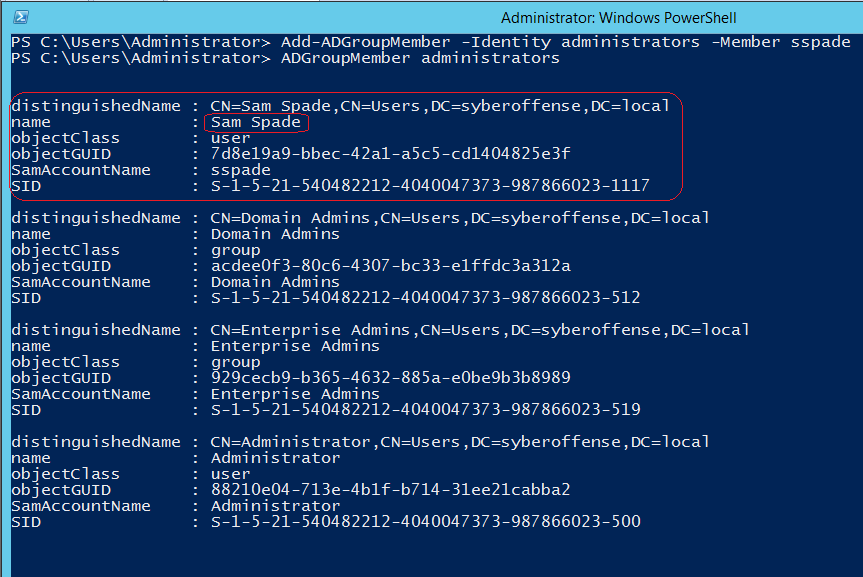 Administrator: Windows PowerShell
PS C:\Users\Administrator> Add-ADGroupMember -Identity administrators -Member sspade
PS C:\Users\Administrator> ADGroupMember administrators
distinguishedName : CN=Sam Spade,CN=Users,DC=syberoffense,DC=local
name : Sam Spade
objectClass : user
objectGUID : 7d8e19a9-bbec-42a1-a5c5-cd1404825e3f
SamAccountName : sspade
SID : S-1-5-21-540482212-4040047373-987866023-1117
distinguishedName : CN=Domain Admins,CN=Users,DC=syberoffense,DC=local
name : Domain Admins
objectClass : group
objectGUID : acdee0f3-80c6-4307-bc33-e1ffdc3a312a
SamAccountName : Domain Admins
SID : S-1-5-21-540482212-4040047373-987866023-512
distinguishedName : CN=Enterprise Admins,CN=Users,DC=syberoffense,DC=local
name : Enterprise Admins
objectClass : group
objectGUID : 929cecb9-b365-4632-885a-e0be9b3b8989
SamAccountName : Enterprise Admins
SID : S-1-5-21-540482212-4040047373-987866023-519
distinguishedName : CN=Administrator,CN=Users,DC=syberoffense,DC=local
name : Administrator
objectClass : user
objectGUID : 88210e04-713e-4b1f-b714-31ee21cabba2
SamAccountName : Administrator
SID : S-1-5-21-540482212-4040047373-987866023-500